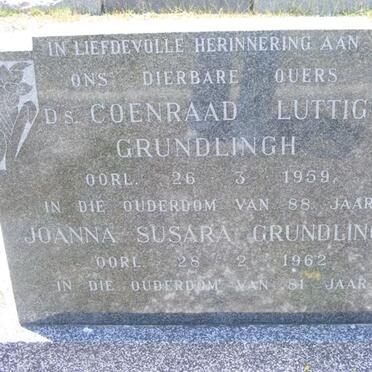 IN LIEFDEVOLLE HERINNERING AAN
ONS DIERBARE OUERS
Ds. COENRAAD LUTTIG
GRUNDLINGH
OORL. 26 3 1959,
IN DIE OUDERDOM VAN 88 JAAR
JOANNA SUSARA GRUNDLING
OORL. 28 2 1962
IN DIE OUDERDOM VAN 81 JAAR